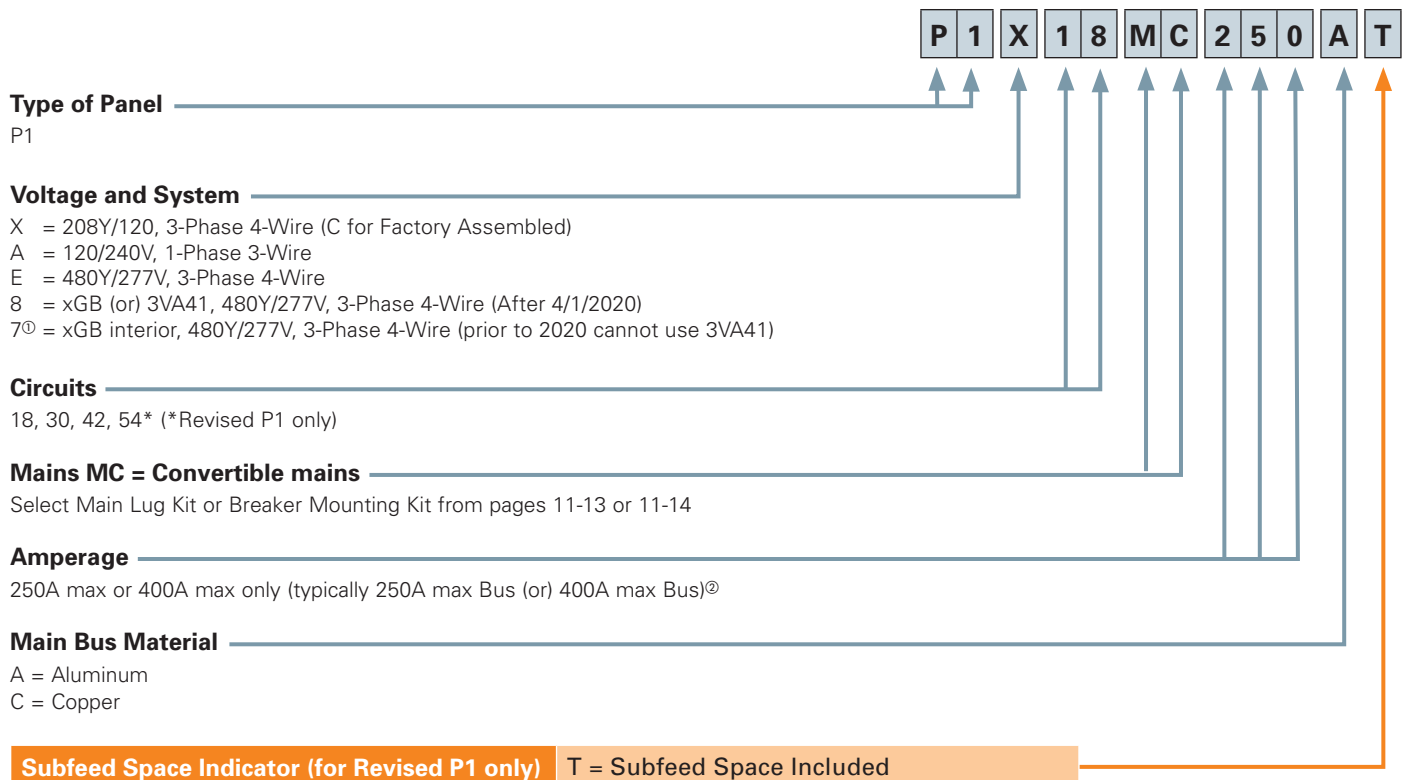 P 1 X 1 8 M C 2 5 0 A T
Type of Panel
P1
Voltage and System
X = 208Y/120, 3-Phase 4-Wire (C for Factory Assembled)
A = 120/240V, 1-Phase 3-Wire
E = 480Y/277V, 3-Phase 4-Wire
8 = xGB (or) 3VA41, 480Y/277V, 3-Phase 4-Wire (After 4/1/2020)
7① = xGB interior, 480Y/277V, 3-Phase 4-Wire (prior to 2020 cannot use 3VA41)
Circuits
18, 30, 42, 54* (*Revised P1 only)
Mains MC = Convertible mains
Select Main Lug Kit or Breaker Mounting Kit from pages 11-13 or 11-14
Amperage
250A max or 400A max only (typically 250A max Bus (or) 400A max Bus)②
Main Bus Material
A = Aluminum
C = Copper
Subfeed Space Indicator (for Revised P1 only) T = Subfeed Space Included